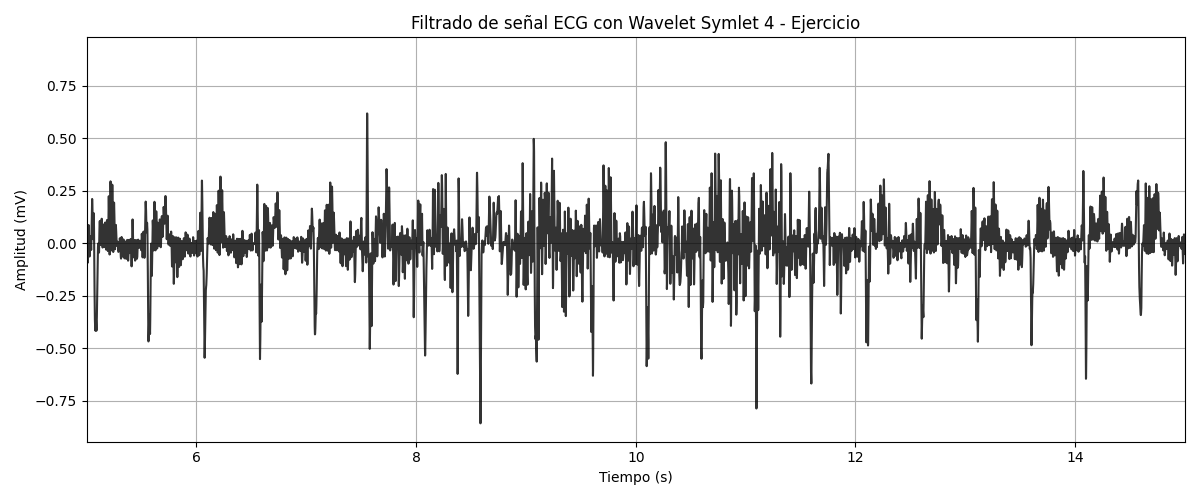 Filtrado de señal ECG con Wavelet Symlet 4 - Ejercicio
Amplitud (mV)
0.75
0.50
0.25
0.00
−0.25
−0.50
−0.75
6 8 10 12 14
Tiempo (s)